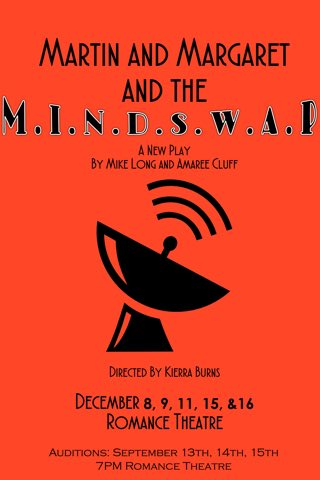 Martin and Margaret
and the
M.I.N.D.S.W.A.P
A New Play
By Mike Long and Amaree Cluff
Directed By Kierra Burns
December 8, 9, 11, 15, &16
Romance Theatre
Auditions: September 13th, 14th, 15th
7PM Romance Theatre